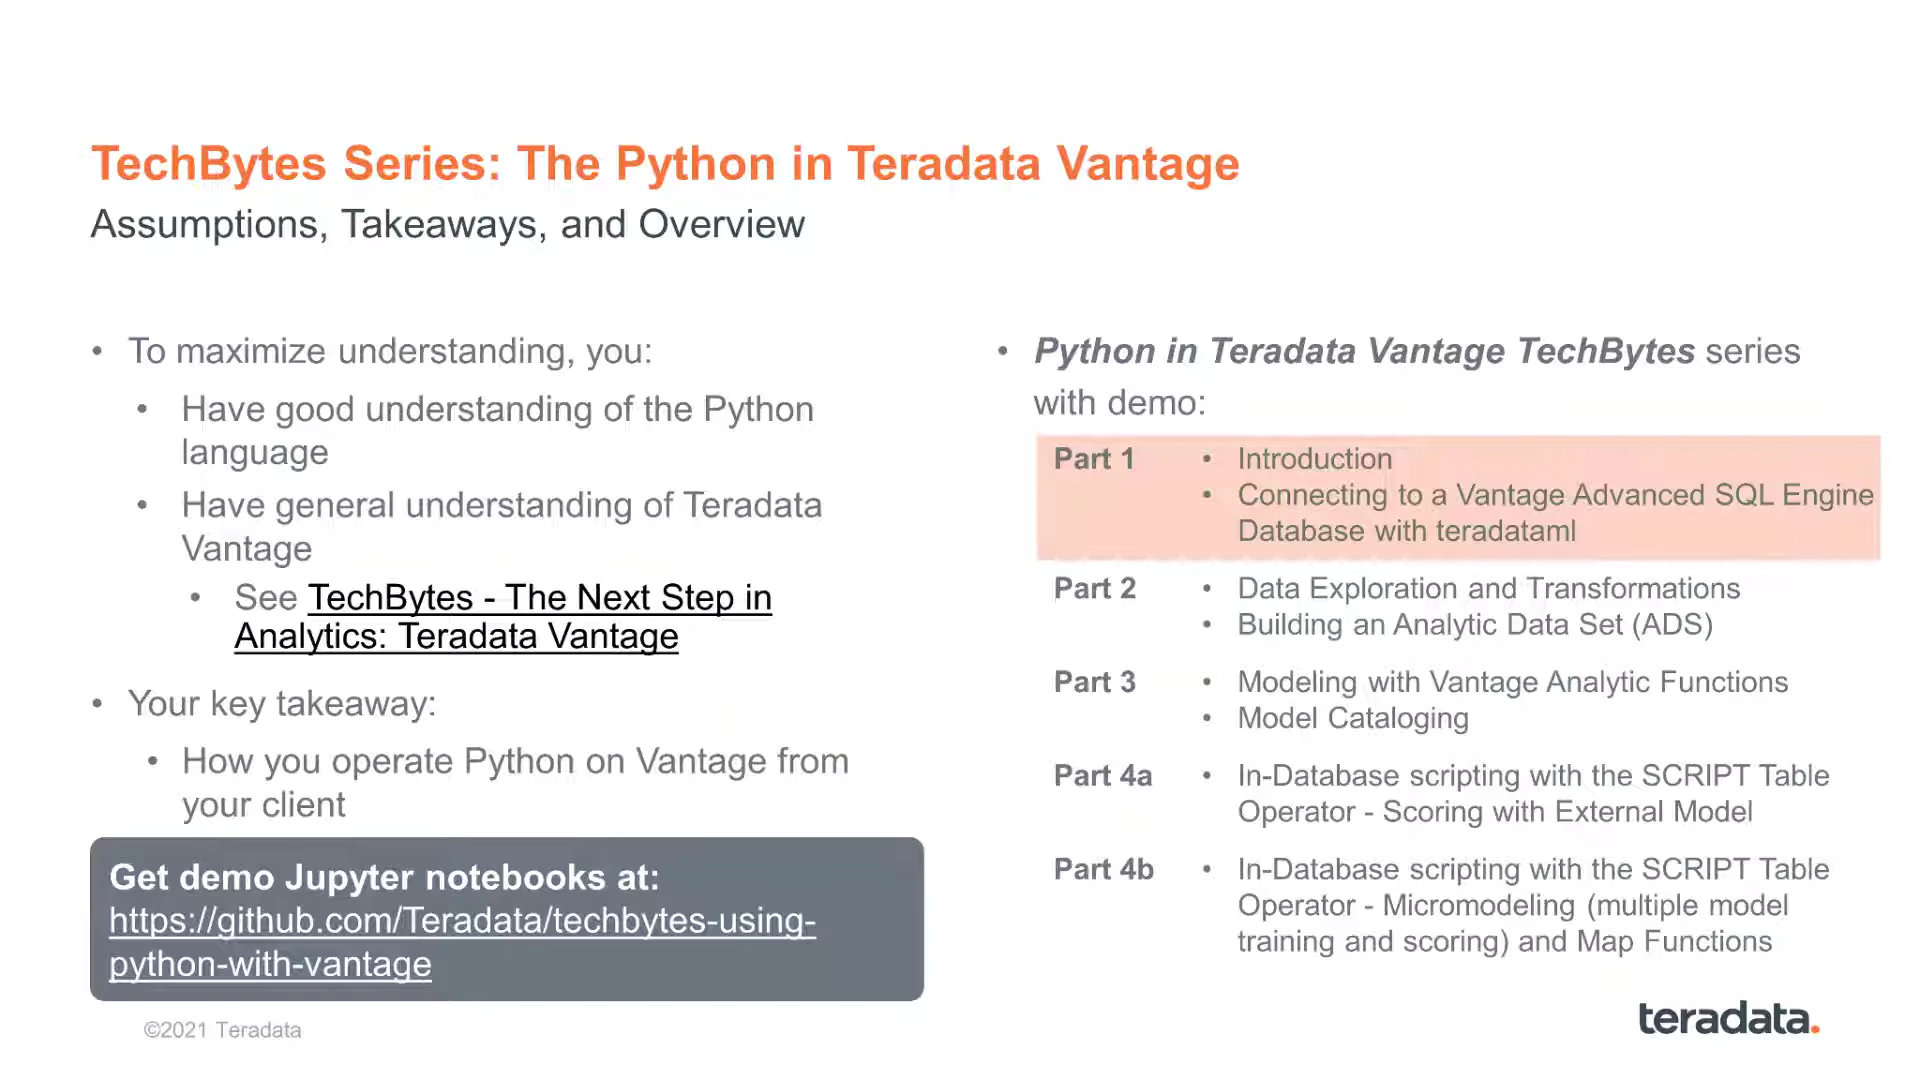 TechBytes Series: The Python in Teradata Vantage
Assumptions, Takeaways, and Overview
• To maximize understanding, you:
• Have good understanding of the Python
language
• Have general understanding of Teradata
Vantage
• See TechBytes - The Next Step in
Analytics: Teradata Vantage
• Your key takeaway:
• How you operate Python on Vantage from
your client
Get demo Jupyter notebooks at:
https://github.com/Teradata/techbytes-using-
python-with-vantage
• Python in Teradata Vantage TechBytes series
with demo:
Part 1 • Introduction
• Connecting to a Vantage Advanced SQL Engine
Database with teradataml
Part 2 • Data Exploration and Transformations
• Building an Analytic Data Set (ADS)
Part 3 • Modeling with Vantage Analytic Functions
• Model Cataloging
Part 4a • In-Database scripting with the SCRIPT Table
Operator - Scoring with External Model
Part 4b • In-Database scripting with the SCRIPT Table
Operator - Micromodeling (multiple model
training and scoring) and Map Functions
©2021 Teradata
teradata.